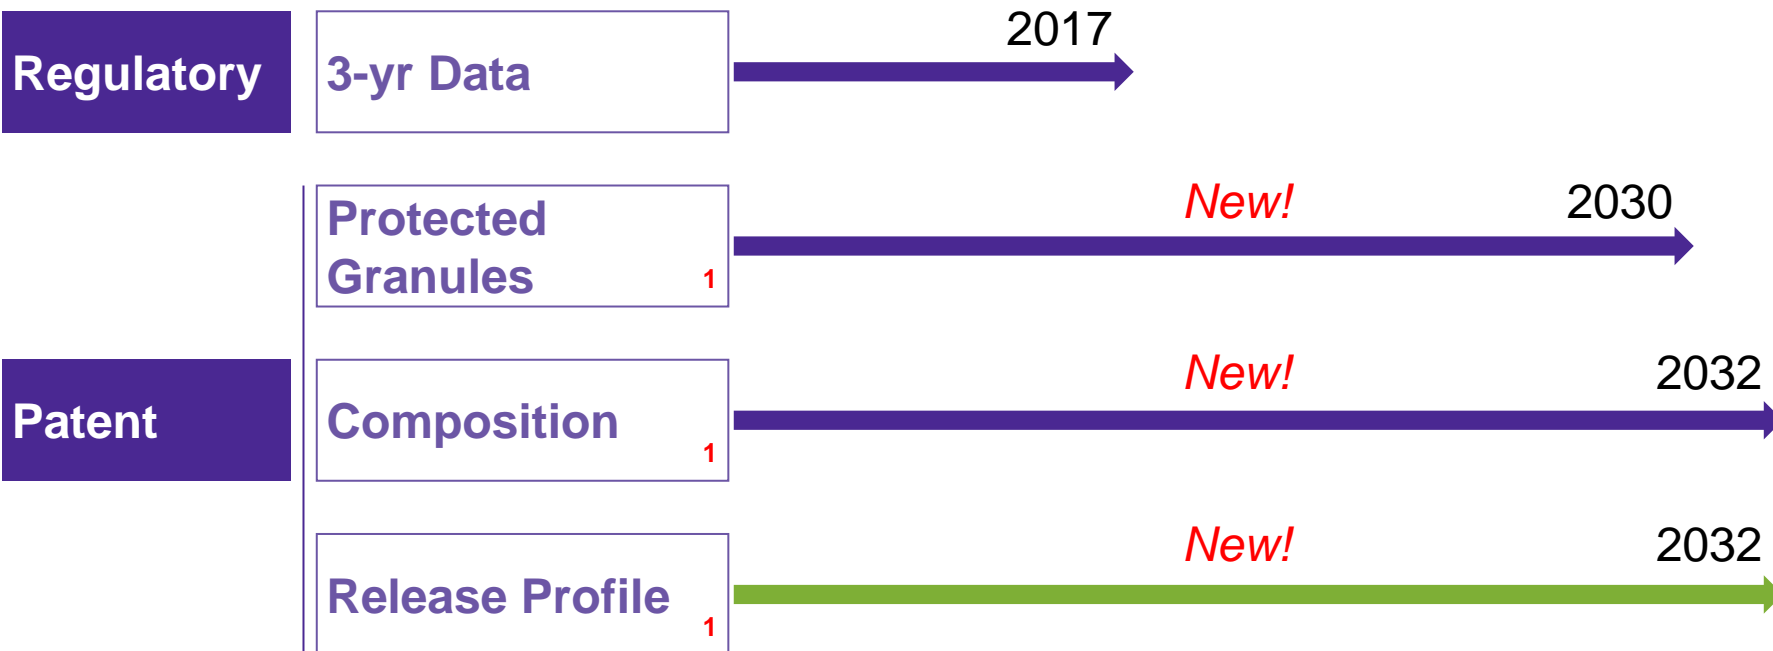 2017
Regulatory
3-yr Data
New!
2030
Protected
Granules
1
New!
2032
Patent
Composition
1
New!
2032
Release Profile
1